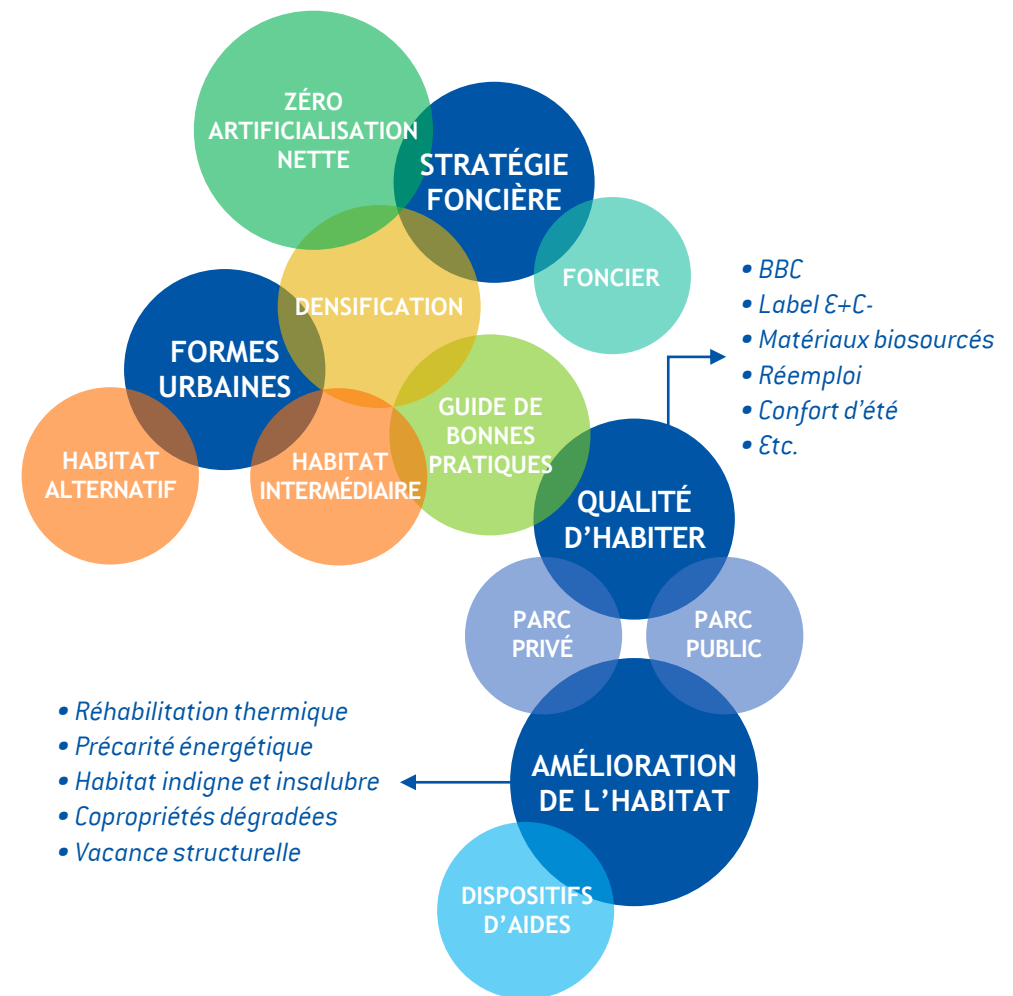 ZÉRO
ARTIFICIALISATION
NETTE
STRATÉGIE
FONCIÈRE
FONCIER
DENSIFICATION
FORMES
URBAINES
HABITAT
ALTERNATIF
HABITAT
INTERMÉDIAIRE
GUIDE DE
BONNES
PRATIQUES
• BBC
• Label E+C-
• Matériaux biosourcés
• Réemploi
• Confort d'été
• Etc.
QUALITÉ
D'HABITER
PARC
PRIVÉ
PARC
PUBLIC
• Réhabilitation thermique
• Précarité énergétique
• Habitat indigne et insalubre
• Copropriétés dégradées
• Vacance structurelle
AMÉLIORATION
DE L'HABITAT
DISPOSITIFS
D'AIDES